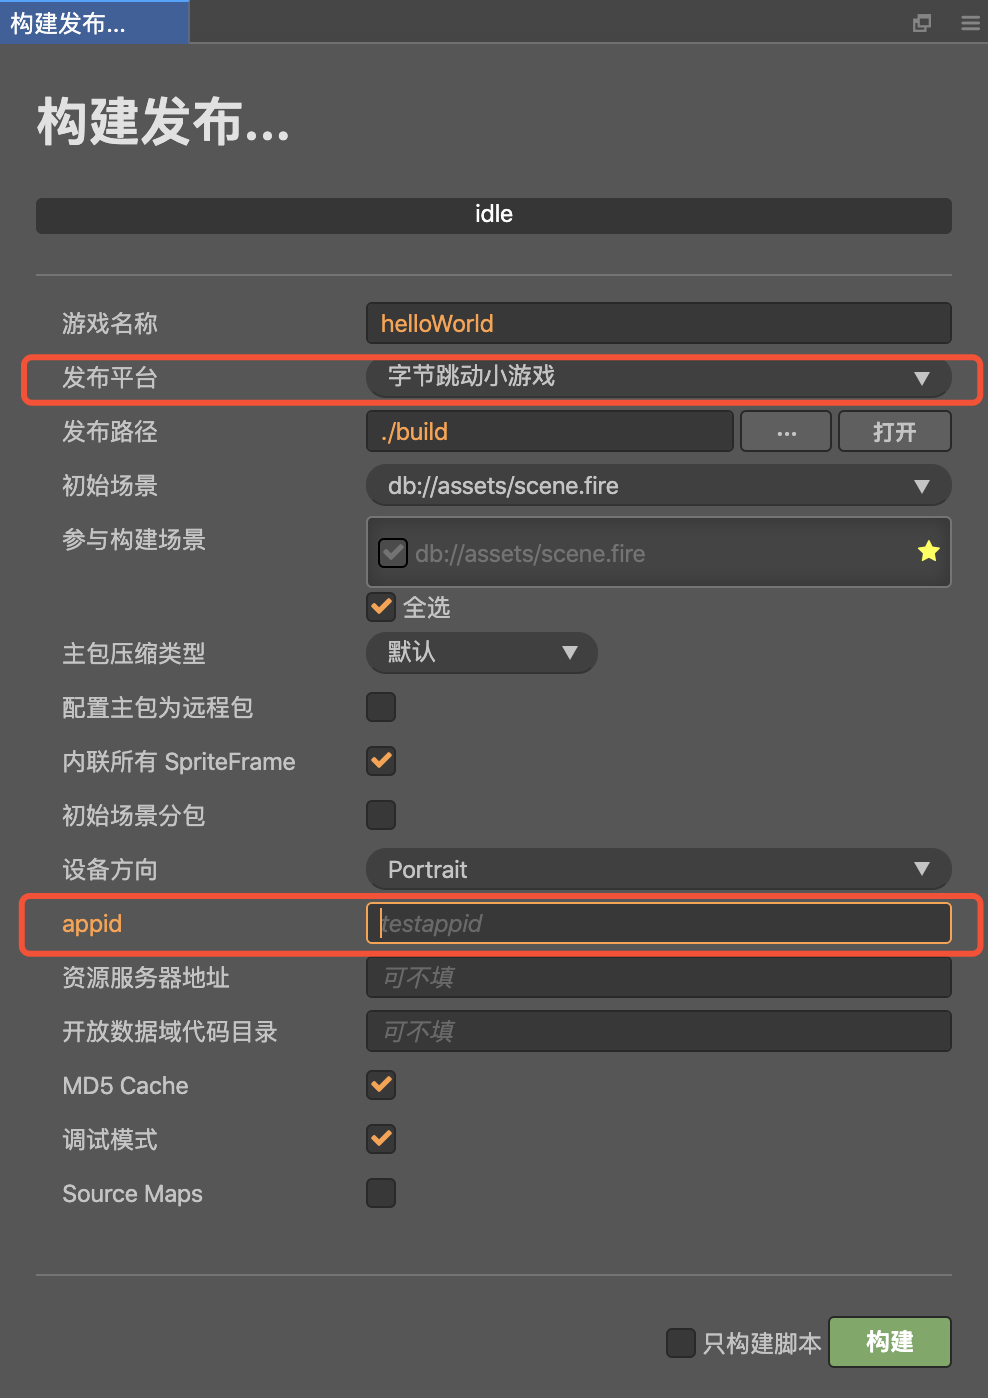 构建发布...
构建发布...
idle
游戏名称 helloWorld
发布平台 字节跳动小游戏
发布路径 ./build ... 打开
初始场景 db://assets/scene.fire
参与构建场景 db://assets/scene.fire
全选
主包压缩类型 默认
配置主包为远程包
内联所有 SpriteFrame
初始场景分包
设备方向 Portrait
appid testappid
资源服务器地址 可不填
开放数据域代码目录 可不填
MD5 Cache
调试模式
Source Maps
只构建脚本 构建